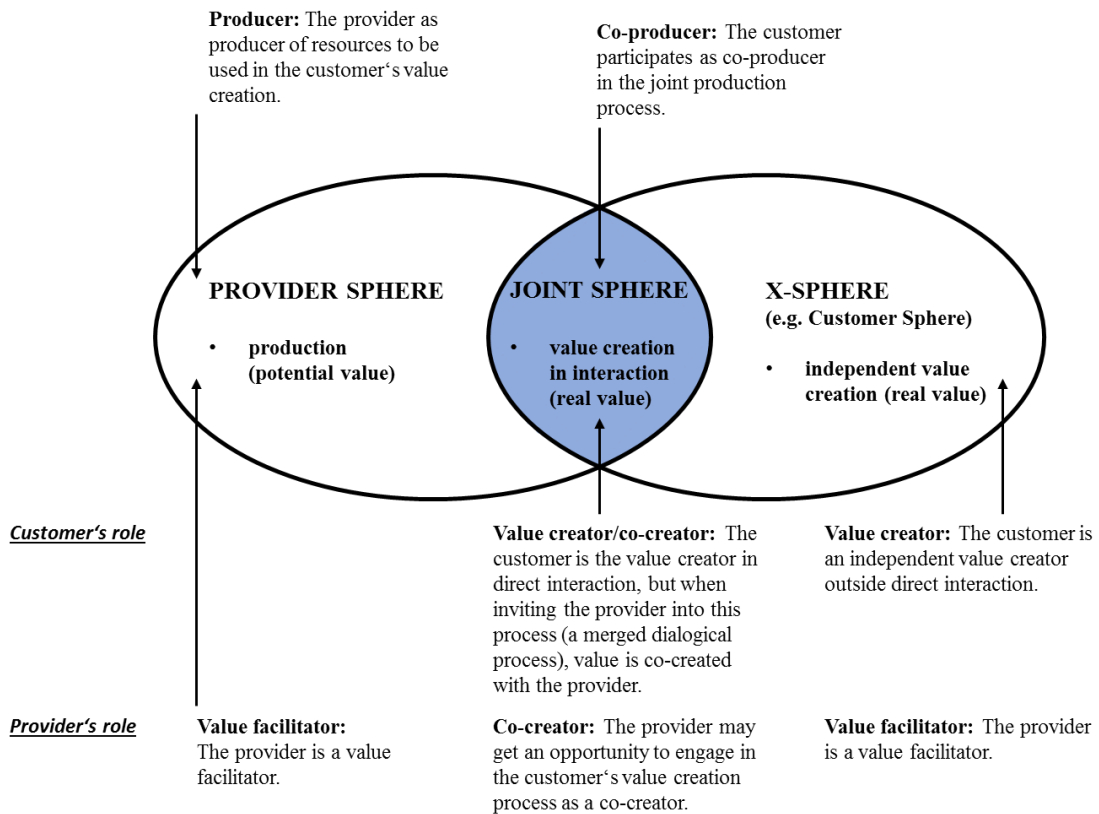 Producer: The provider as
producer of resources to be
used in the customer‘s value
creation.
Co-producer: The customer
participates as co-producer
in the joint production
process.
PROVIDER SPHERE
• production
(potential value)
JOINT SPHERE
• value creation
in interaction
(real value)
X-SPHERE
(e.g. Customer Sphere)
• independent value
creation (real value)
Customer‘s role
Value creator/co-creator: The
customer is the value creator in
direct interaction, but when
inviting the provider into this
process (a merged dialogical
process), value is co-created
with the provider.
Value creator: The customer is
an independent value creator
outside direct interaction.
Provider‘s role
Value facilitator:
The provider is a value
facilitator.
Co-creator: The provider may
get an opportunity to engage in
the customer‘s value creation
process as a co-creator.
Value facilitator: The provider
is a value facilitator.